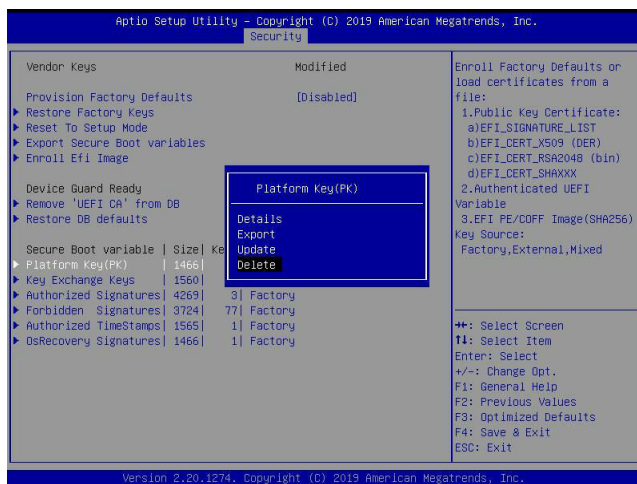 Aptio Setup Utility – Copyright (C) 2019 American Megatrends, Inc.
Security
Vendor Keys Modified
Provision Factory Defaults [Disabled]
Restore Factory Keys
Reset To Setup Mode
Export Secure Boot variables
Enroll Efi Image
Device Guard Ready
Remove 'UEFI CA' from DB
Restore DB defaults
Secure Boot variable | Size| Ke
Platform Key(PK) | 1466|
Key Exchange Keys | 1560|
Authorized Signatures| 4269| 3| Factory
Forbidden Signatures| 3724| 77| Factory
Authorized TimeStamps| 1565| 1| Factory
OsRecovery Signatures| 1466| 1| Factory
Platform Key(PK)
Details
Export
Update
Delete
Enroll Factory Defaults or
load certificates from a
file:
1.Public Key Certificate:
a)EFI_SIGNATURE_LIST
b)EFI_CERT_X509 (DER)
c)EFI_CERT_RSA2048 (bin)
d)EFI_CERT_SHAXXX
2.Authenticated UEFI
Variable
3.EFI PE/COFF Image(SHA256)
Key Source:
Factory,External,Mixed
→←: Select Screen
↑↓: Select Item
Enter: Select
+/-: Change Opt.
F1: General Help
F2: Previous Values
F3: Optimized Defaults
F4: Save & Exit
ESC: Exit
Version 2.20.1274. Copyright (C) 2019 American Megatrends, Inc.